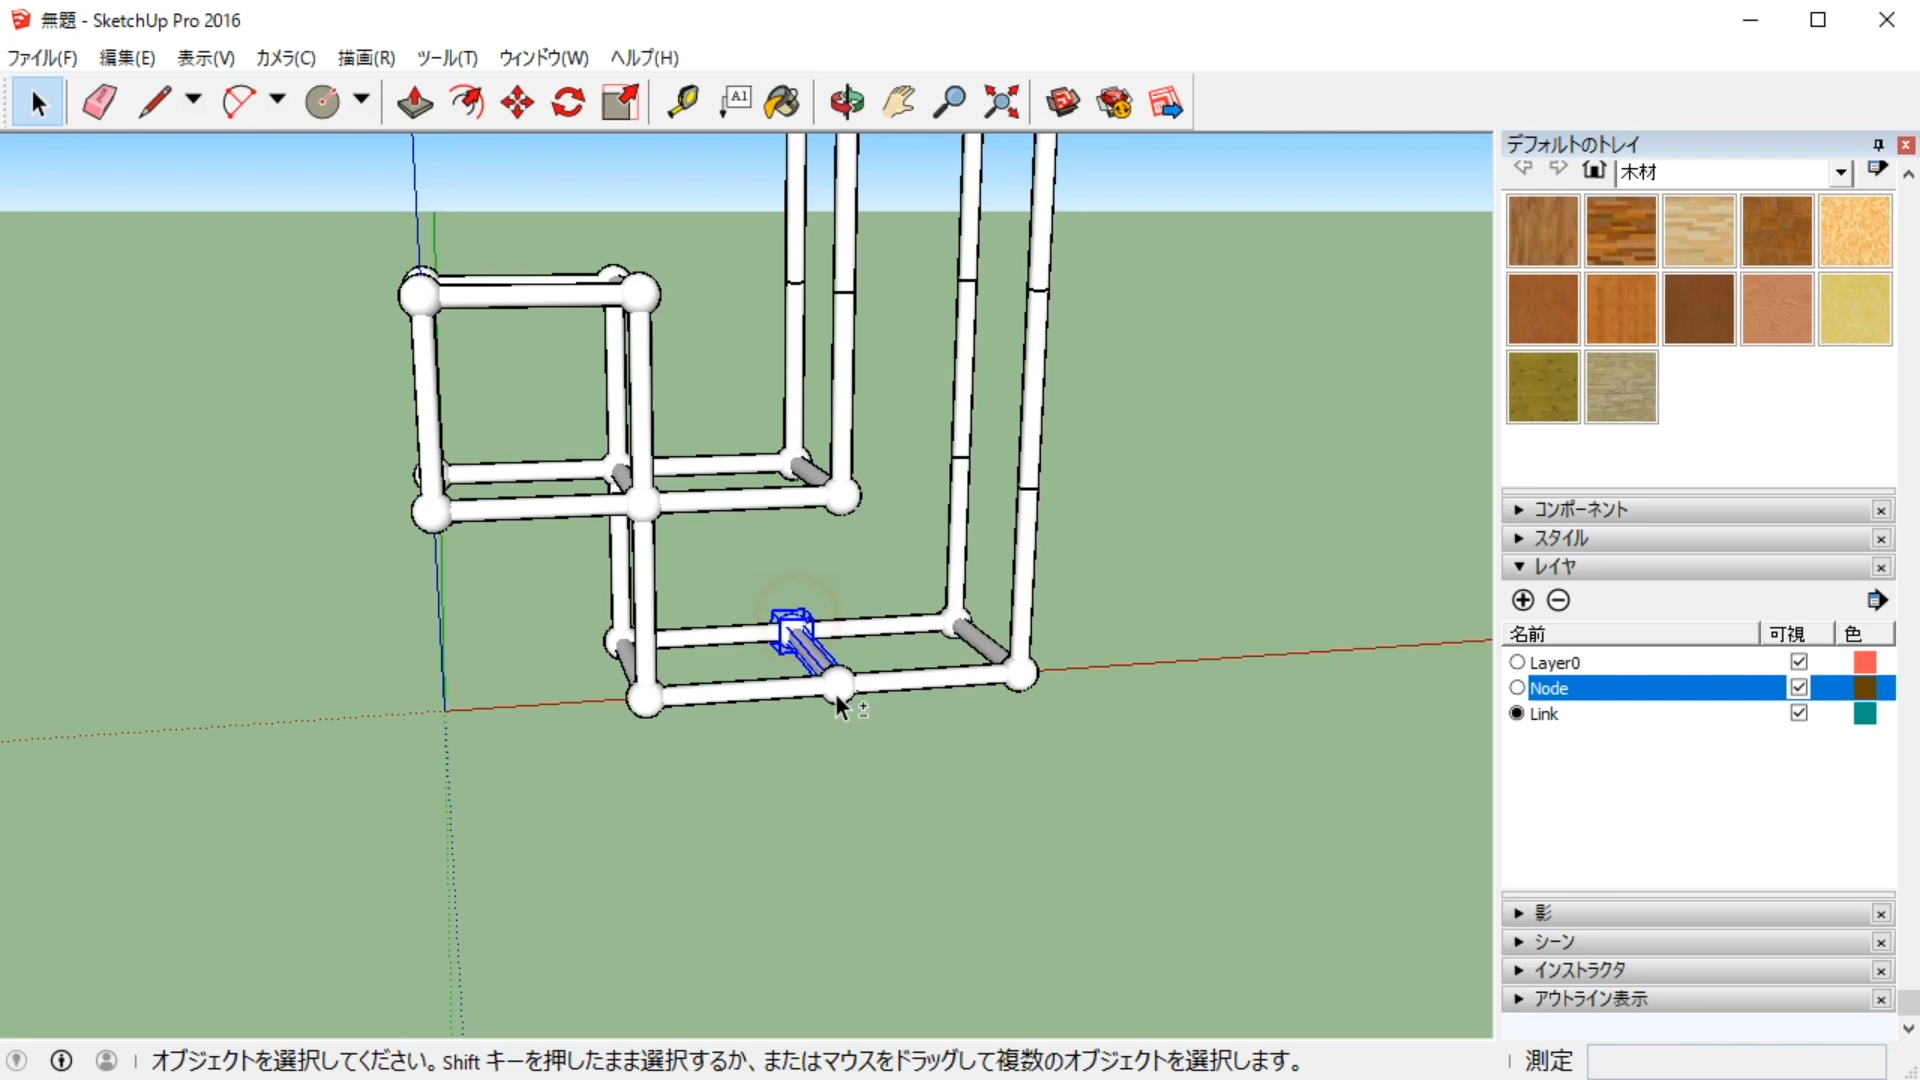 無題 - SketchUp Pro 2016
ファイル(F) 編集(E) 表示(V) カメラ(C) 描画(R) ツール(T) ウィンドウ(W) ヘルプ(H)
A1
デフォルトのトレイ
木材
コンポーネント
スタイル
レイヤ
名前 可視 色
Layer0
Node
Link
影
シーン
インストラクタ
アウトライン表示
オブジェクトを選択してください。Shift キーを押したまま選択するか、またはマウスをドラッグして複数のオブジェクトを選択します。 測定